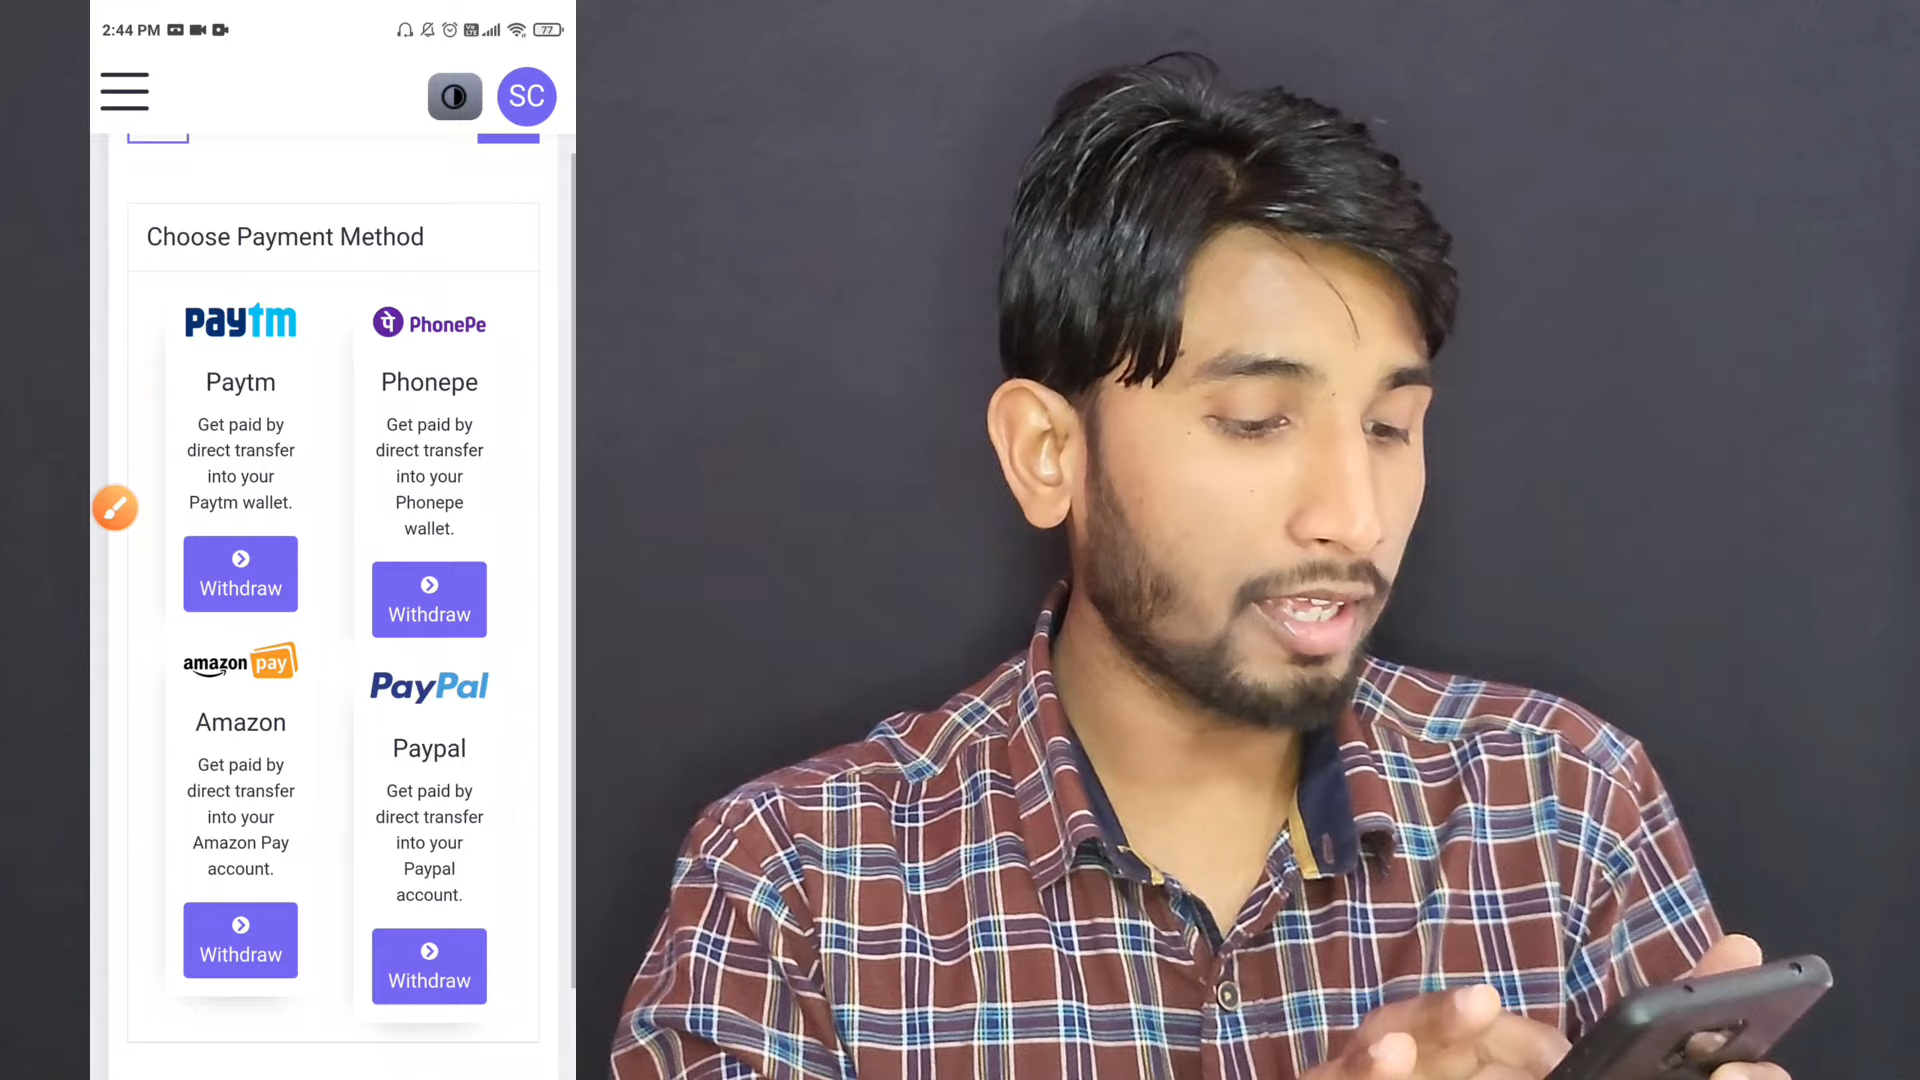 2:44 PM
77
SC
Choose Payment Method
paytm
पे PhonePe
Paytm
Phonepe
Get paid by
direct transfer
into your
Paytm wallet.
Get paid by
direct transfer
into your
Phonepe
wallet.
Withdraw
Withdraw
amazon pay
PayPal
Amazon
Paypal
Get paid by
direct transfer
into your
Amazon Pay
account.
Get paid by
direct transfer
into your
Paypal
account.
Withdraw
Withdraw